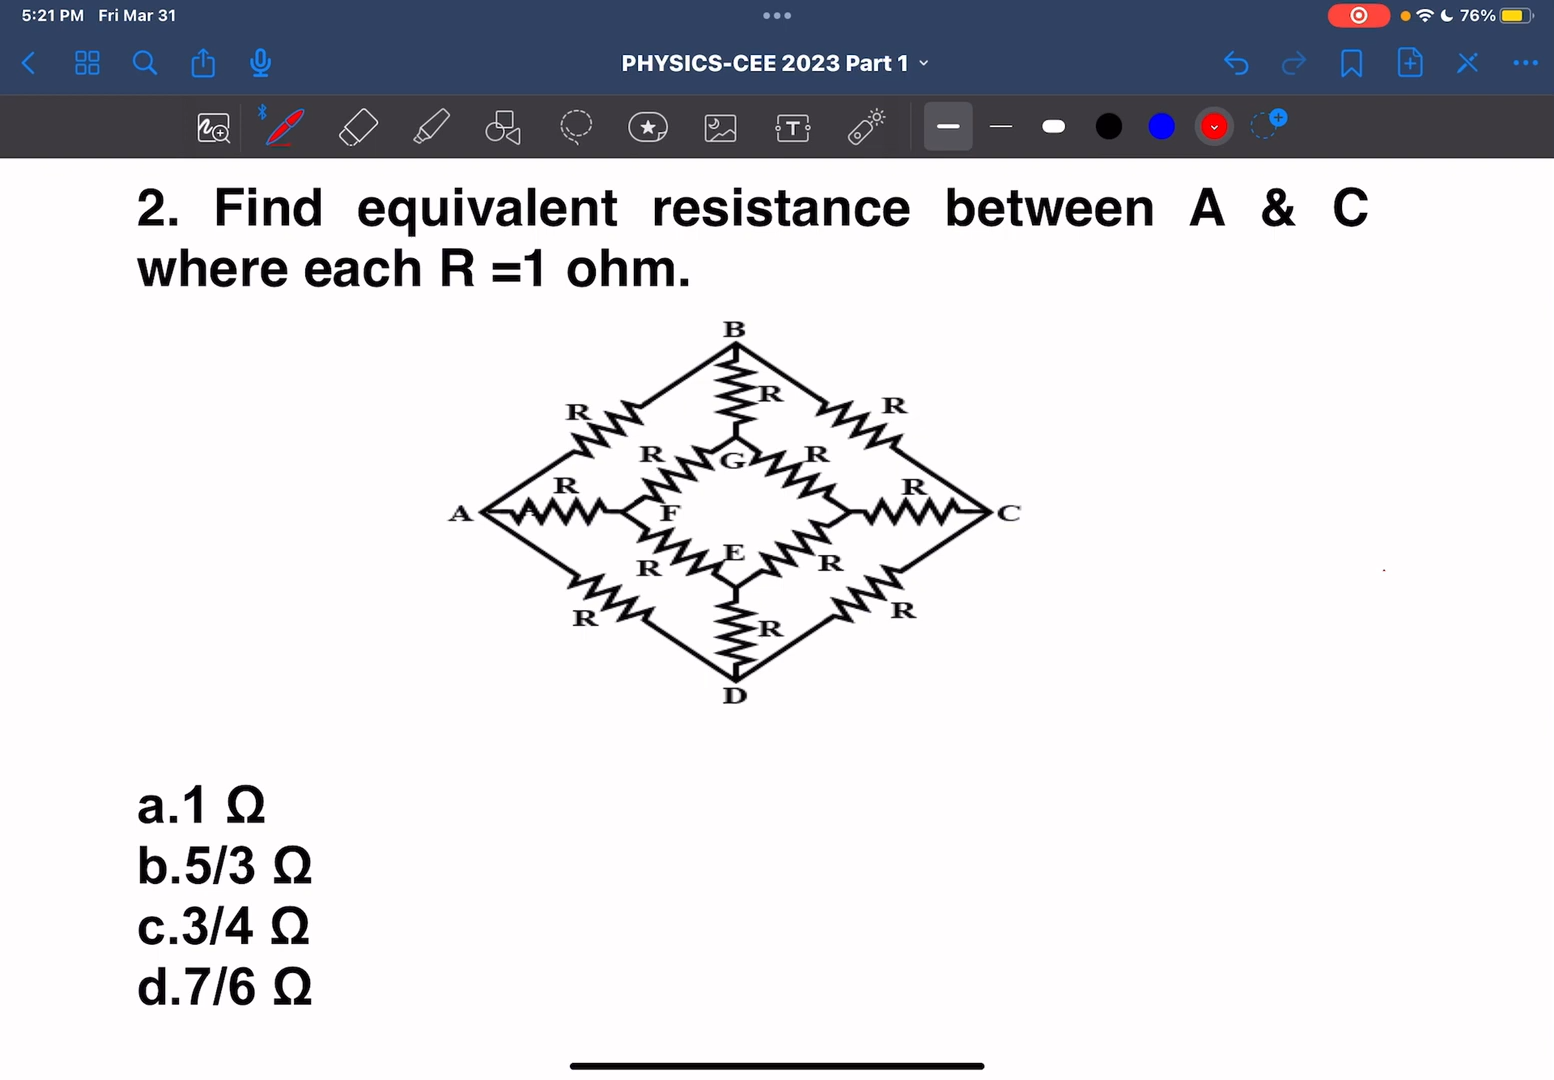 5:21 PM Fri Mar 31
76%
PHYSICS-CEE 2023 Part 1
T
2. Find equivalent resistance between A & C
where each R =1 ohm.
B
R
R
R
R
G
R
R
R
A
A
F
C
E
R
R
R
R
R
D
a.1 Ω
b.5/3 Ω
c.3/4 Ω
d.7/6 Ω